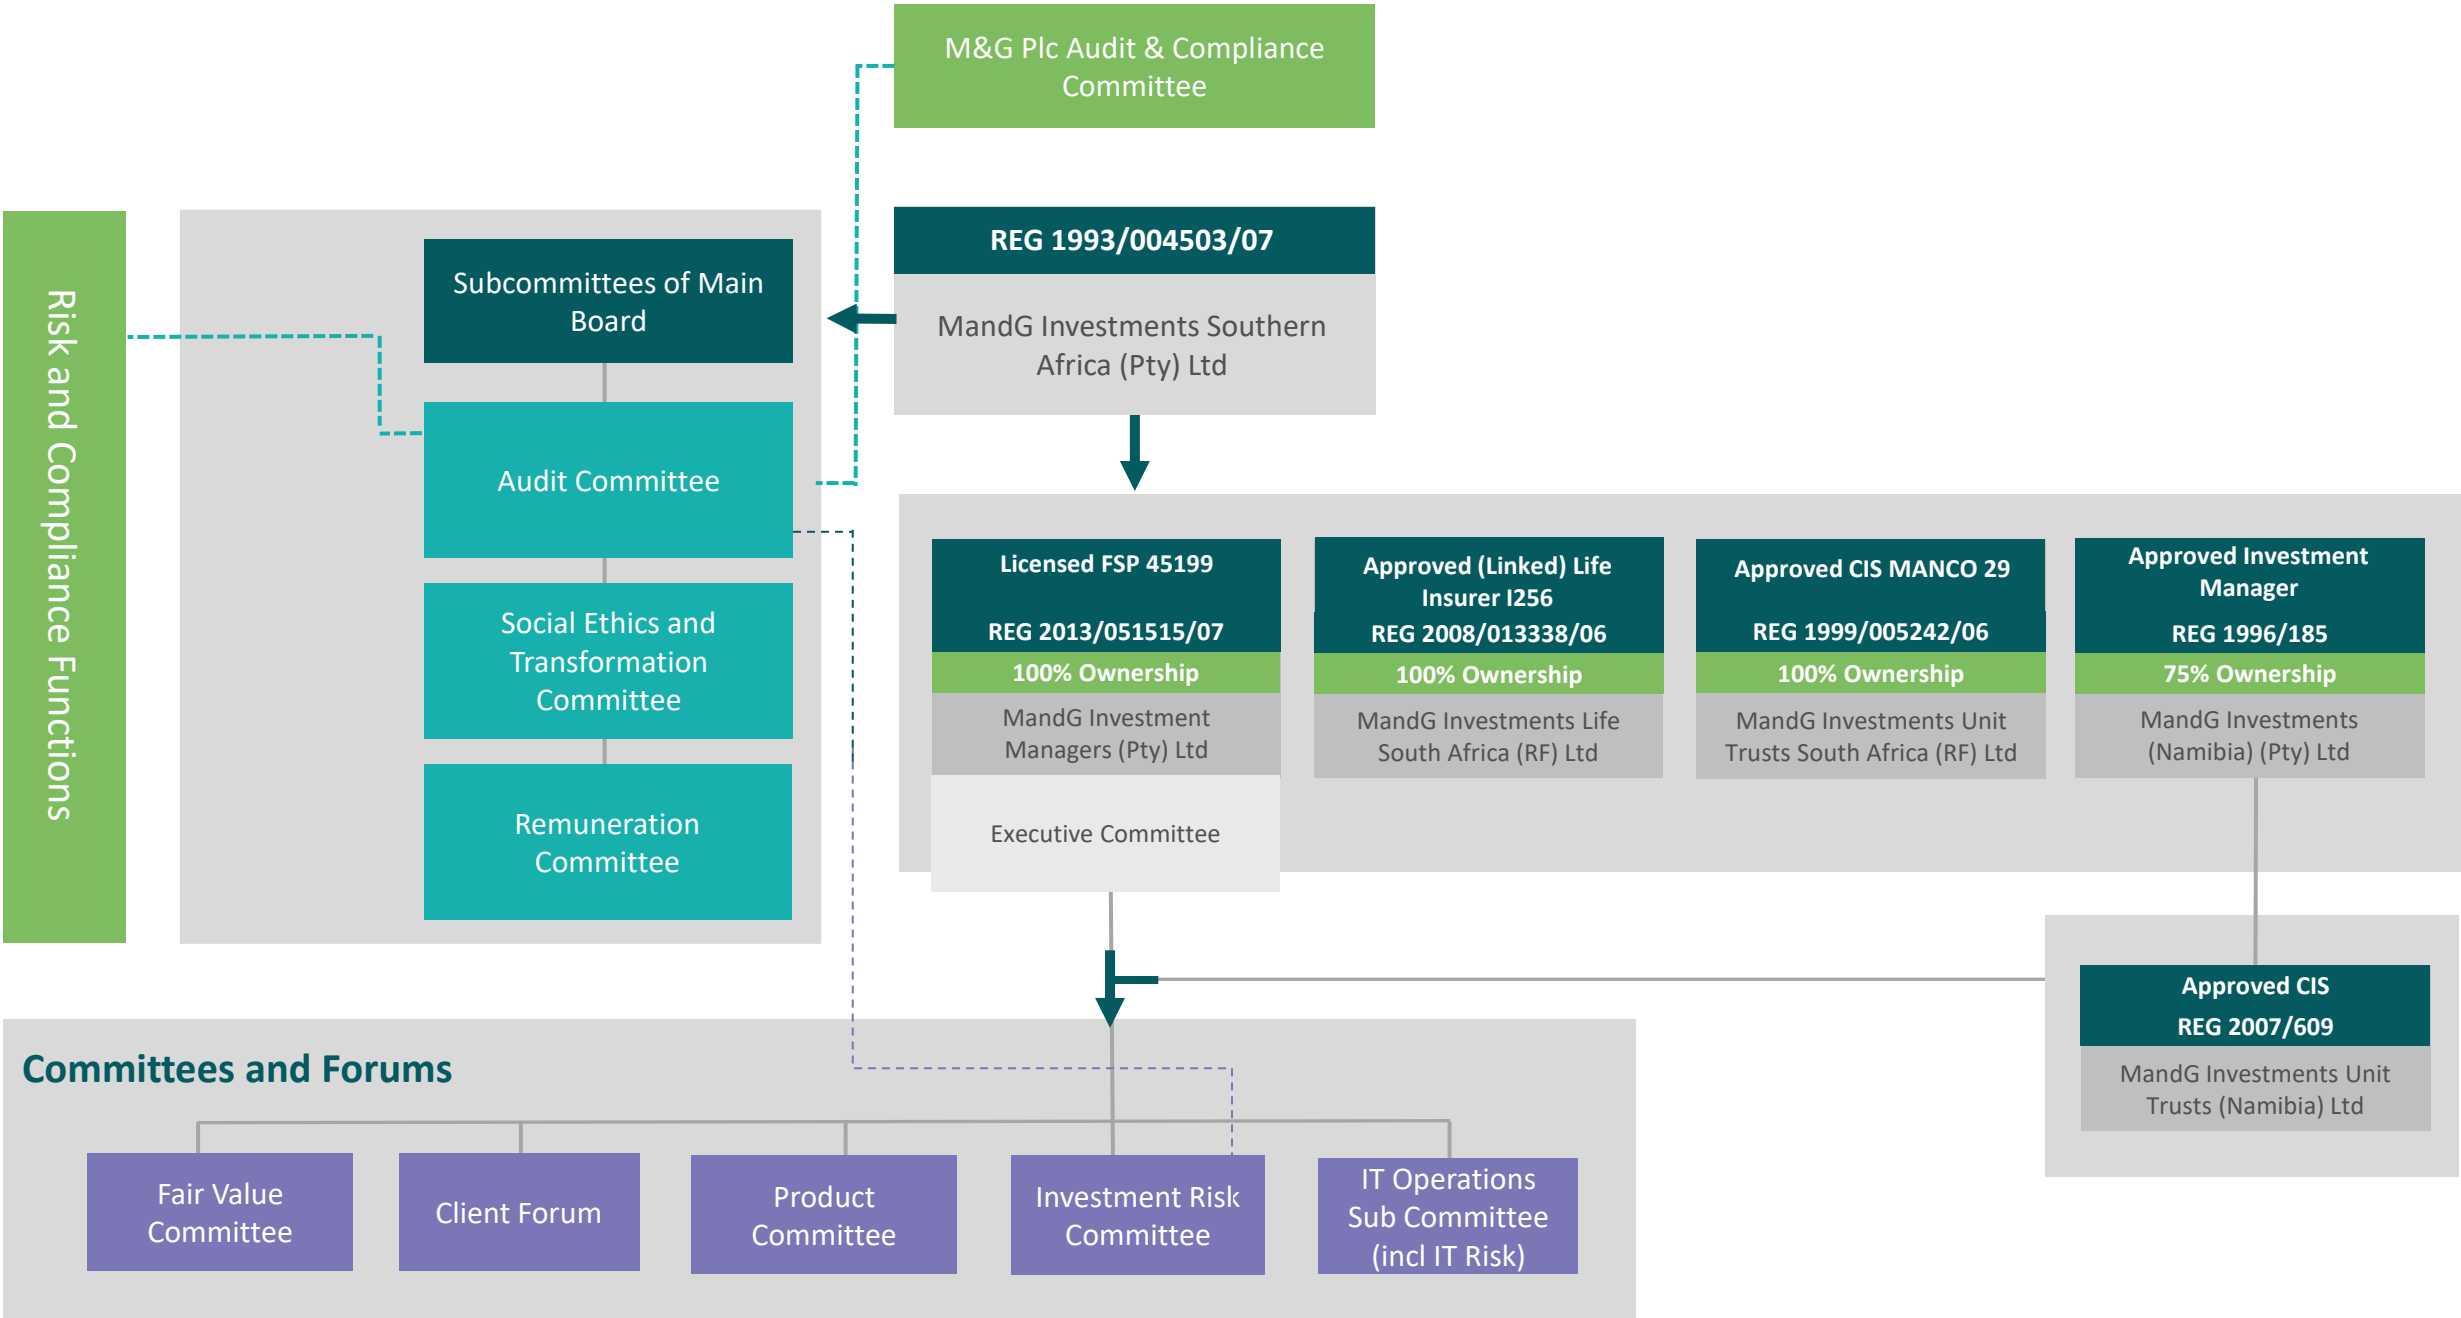 M&G Plc Audit & Compliance
Committee
Risk and Compliance Functions
Subcommittees of Main
Board
Audit Committee
Social Ethics and
Transformation
Committee
Remuneration
Committee
REG 1993/004503/07
MandG Investments Southern
Africa (Pty) Ltd
Licensed FSP 45199
REG 2013/051515/07
100% Ownership
MandG Investment
Managers (Pty) Ltd
Executive Committee
Approved (Linked) Life
Insurer I256
REG 2008/013338/06
100% Ownership
MandG Investments Life
South Africa (RF) Ltd
Approved CIS MANCO 29
REG 1999/005242/06
100% Ownership
MandG Investments Unit
Trusts South Africa (RF) Ltd
Approved Investment
Manager
REG 1996/185
75% Ownership
MandG Investments
(Namibia) (Pty) Ltd
Approved CIS
REG 2007/609
MandG Investments Unit
Trusts (Namibia) Ltd
Committees and Forums
Fair Value
Committee
Client Forum
Product
Committee
Investment Risk
Committee
IT Operations
Sub Committee
(incl IT Risk)